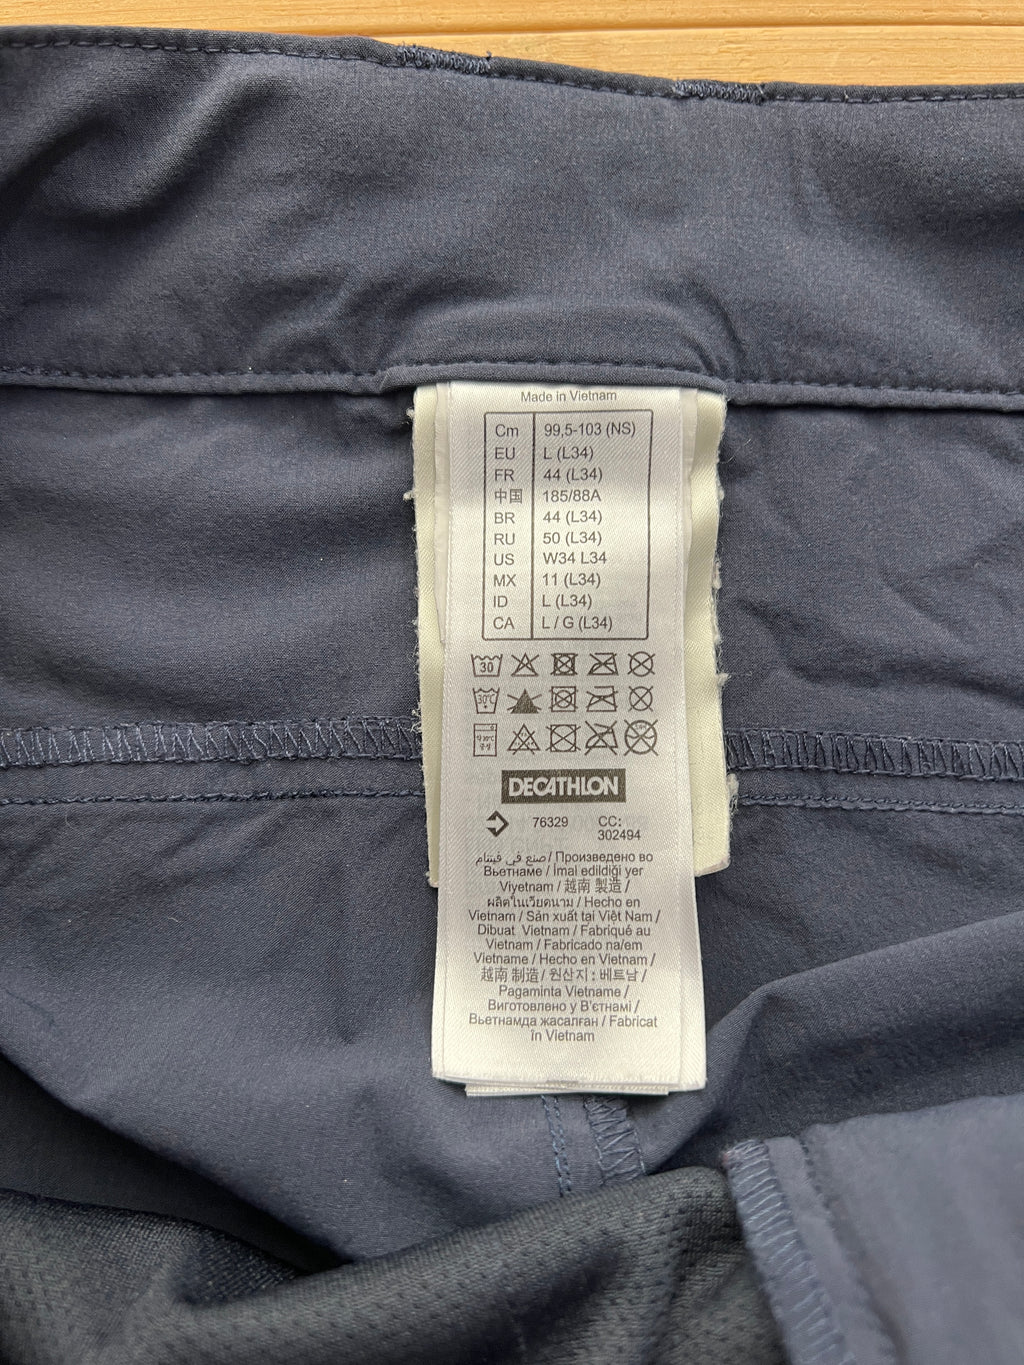 Made in Vietnam
Cm 99,5-103 (NS)
EU L (L34)
FR 44 (L34)
中国 185/88A
BR 44 (L34)
RU 50 (L34)
US W34 L34
MX 11 (L34)
ID L (L34)
CA L / G (L34)
30
30°C
DECATHLON
76329 CC: 302494
صنع في فيتنام / Произведено во
Вьетнаме / İmal edildiği yer
Viyetnam / 越南 製造 /
ผลิตในเวียดนาม / Hecho en
Vietnam / Sản xuất tại Việt Nam /
Dibuat Vietnam / Fabriqué au
Vietnam / Fabricado na/em
Vietname / Hecho en Vietnam /
越南 制造 / 원산지 : 베트남 /
Pagaminta Vietname /
Виготовлено у В'єтнамі /
Вьетнамда жасалған / Fabricat
în Vietnam